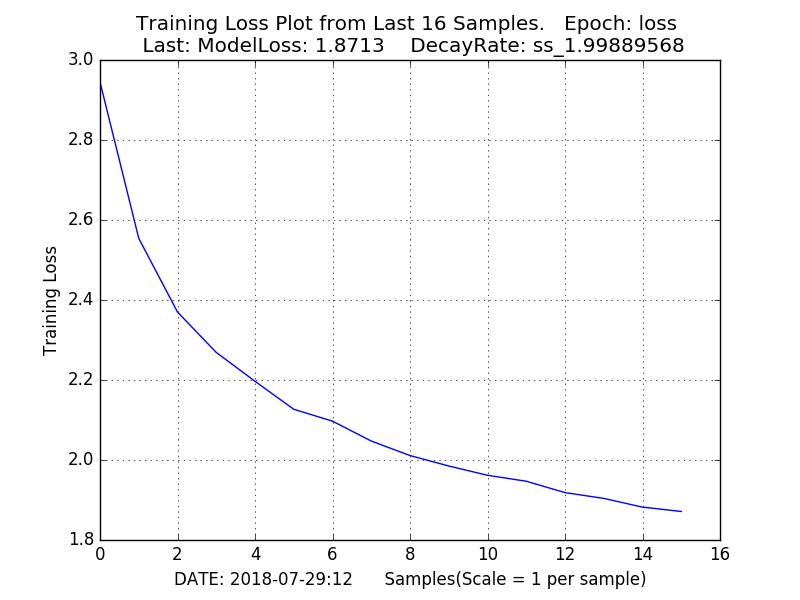 Training Loss Plot from Last 16 Samples.   Epoch: loss
Last: ModelLoss: 1.8713    DecayRate: ss_1.99889568
3.0
2.8
2.6
2.4
2.2
2.0
1.8
Training Loss
0 2 4 6 8 10 12 14 16
DATE: 2018-07-29:12      Samples(Scale = 1 per sample)